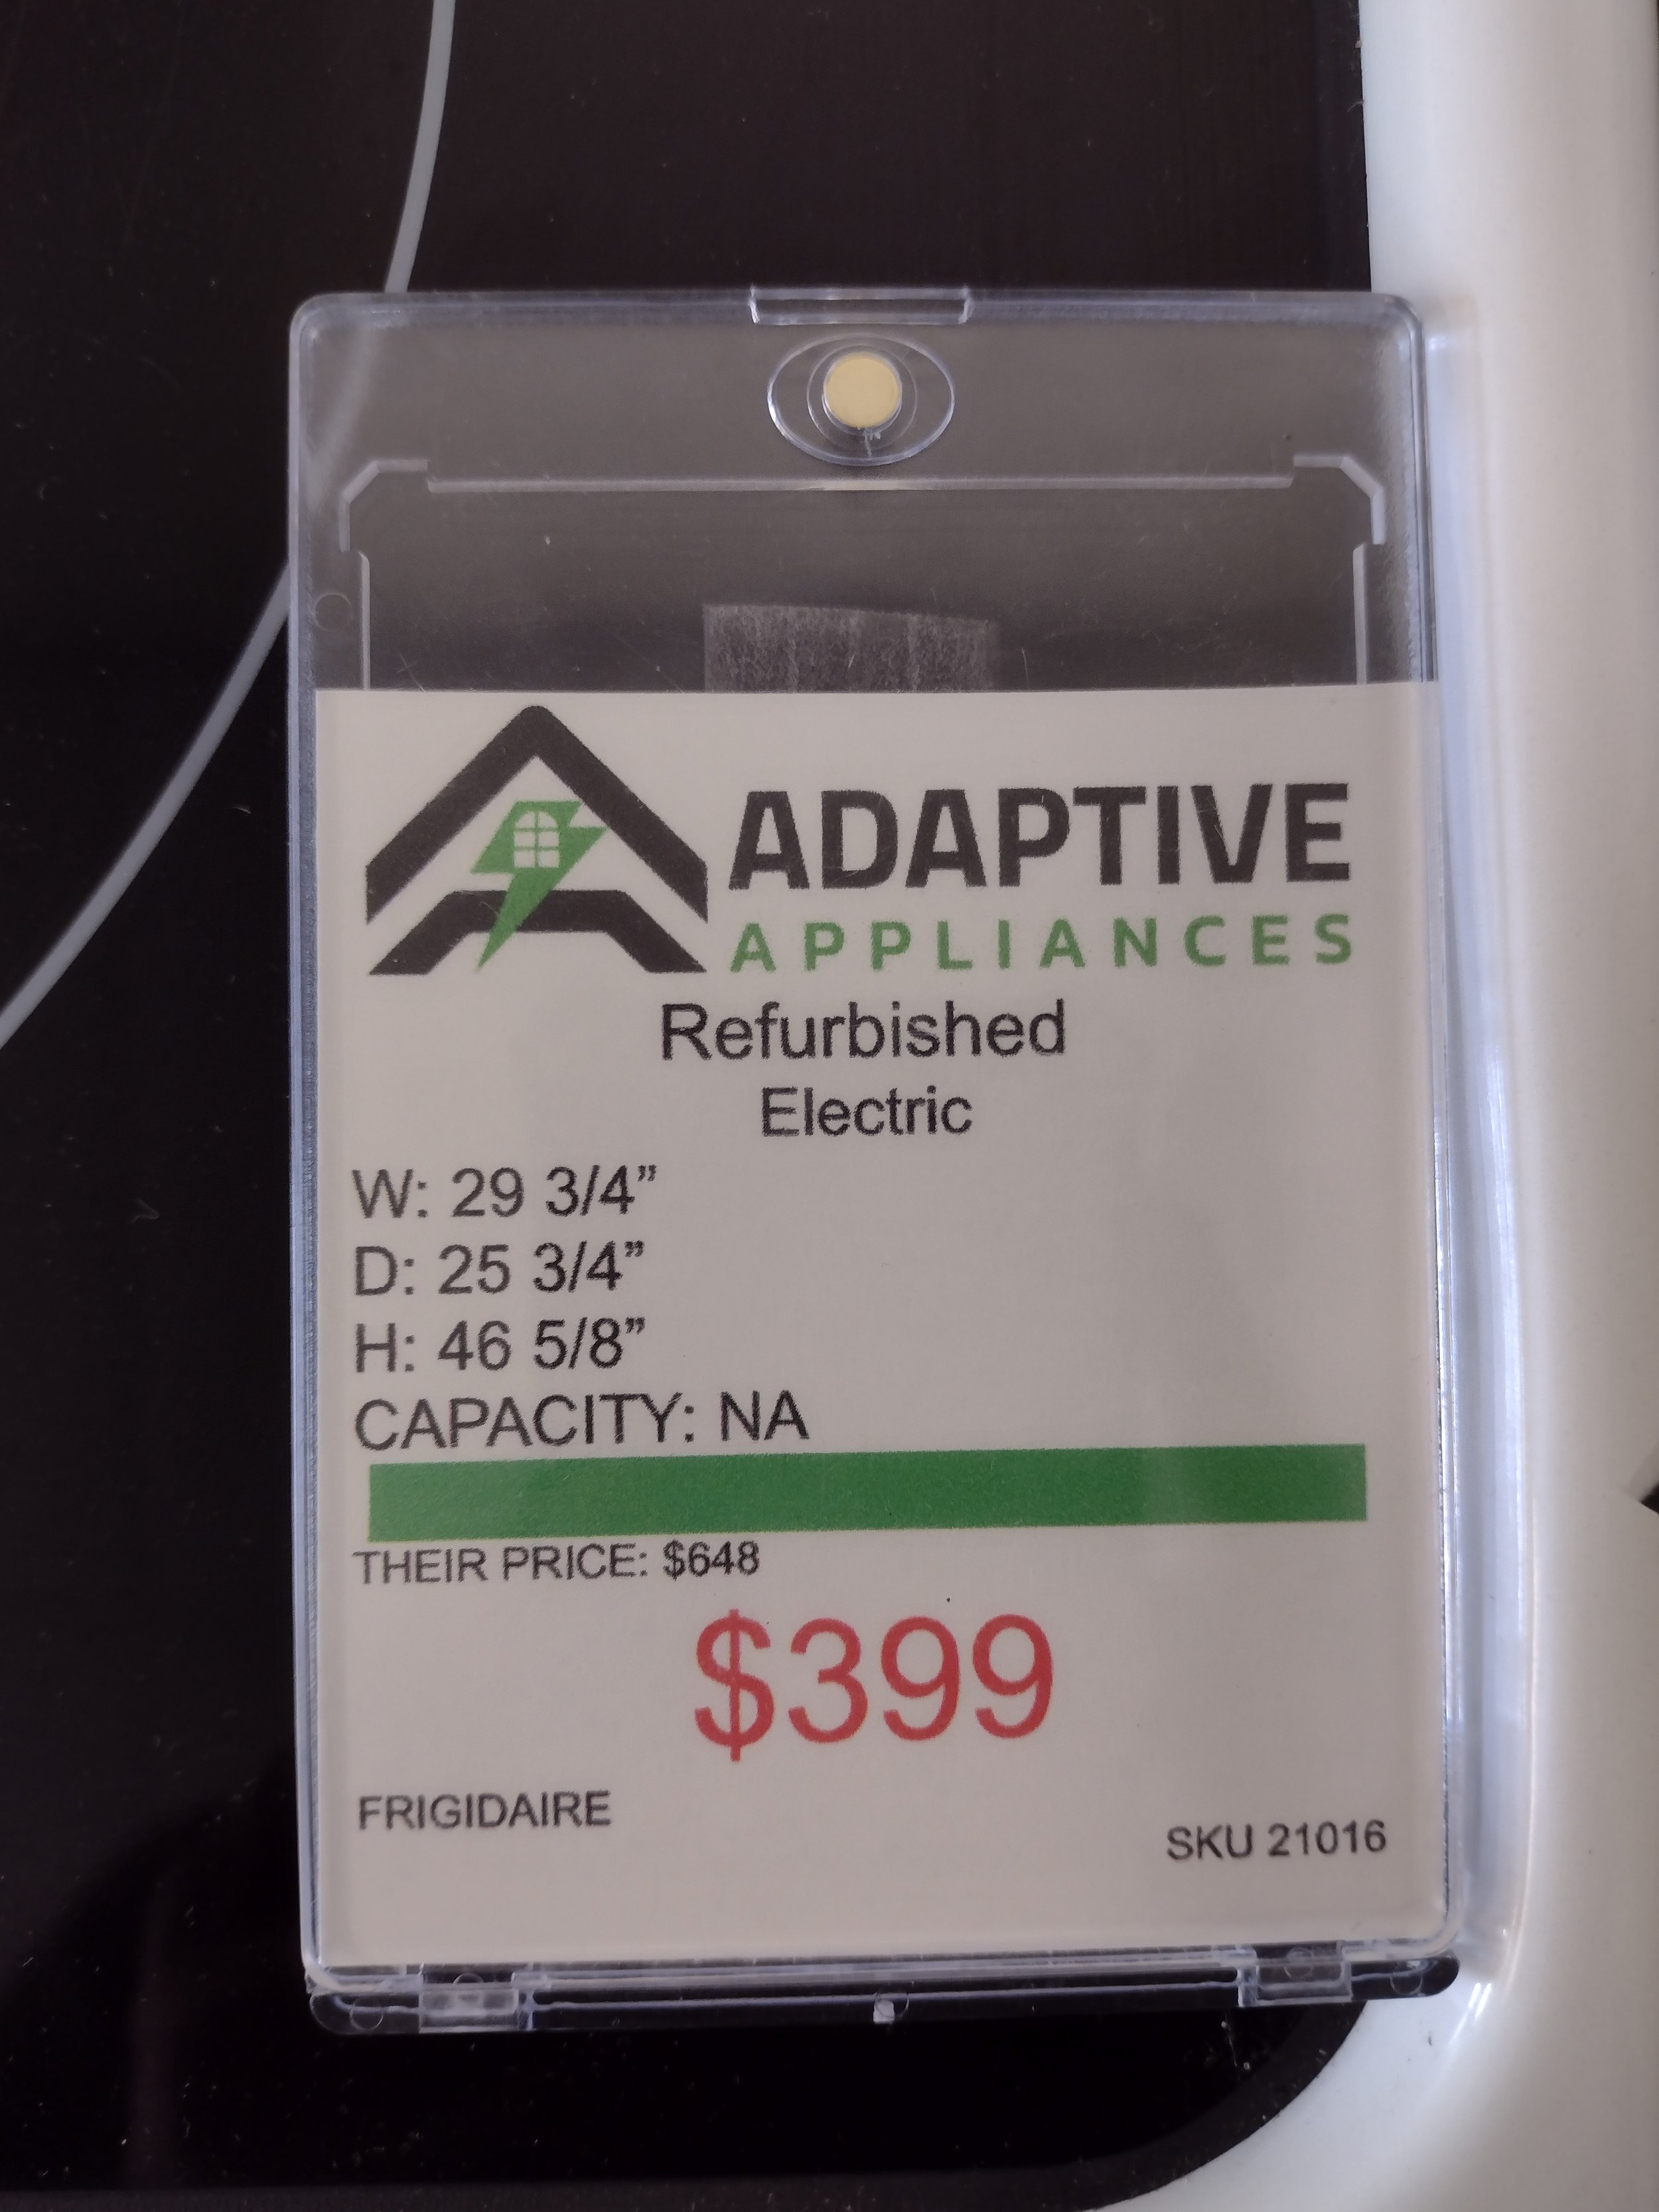 ADAPTIVE
APPLIANCES
Refurbished
Electric
W: 29 3/4”
D: 25 3/4”
H: 46 5/8”
CAPACITY: NA
THEIR PRICE: $648
$399
FRIGIDAIRE
SKU 21016